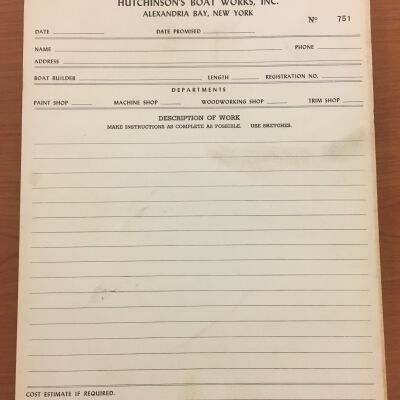 HUTCHINSON'S BOAT WORKS, INC.
ALEXANDRIA BAY, NEW YORK
Nº 751
DATE DATE PROMISED
NAME PHONE
ADDRESS
BOAT BUILDER LENGTH REGISTRATION NO.
DEPARTMENTS
PAINT SHOP MACHINE SHOP WOODWORKING SHOP TRIM SHOP
DESCRIPTION OF WORK
MAKE INSTRUCTIONS AS COMPLETE AS POSSIBLE. USE SKETCHES.
COST ESTIMATE IF REQUIRED.